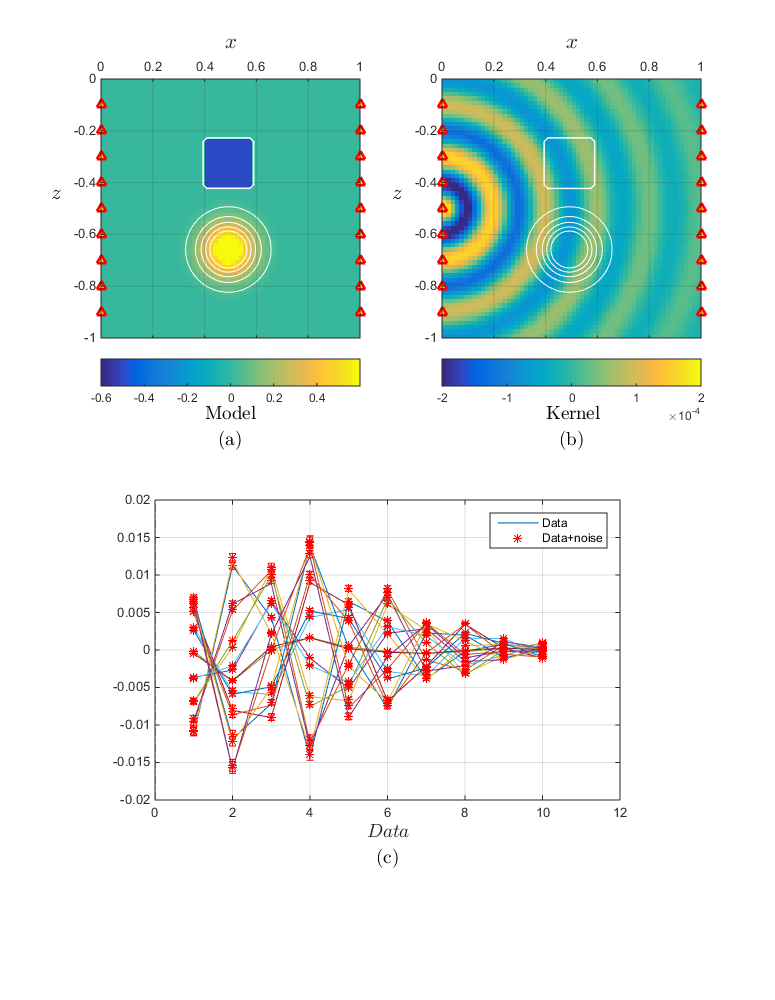 x
0 0.2 0.4 0.6 0.8 1
0
-0.2
-0.4
z
-0.6
-0.8
-1
-0.6 -0.4 -0.2 0 0.2 0.4
Model
(a)
x
0 0.2 0.4 0.6 0.8 1
0
-0.2
-0.4
z
-0.6
-0.8
-1
-2 -1 0 1 2
Kernel
×10⁻⁴
(b)
0.02
0.015
0.01
0.005
0
-0.005
-0.01
-0.015
-0.02
0 2 4 6 8 10 12
Data
Data+noise
Data
(c)